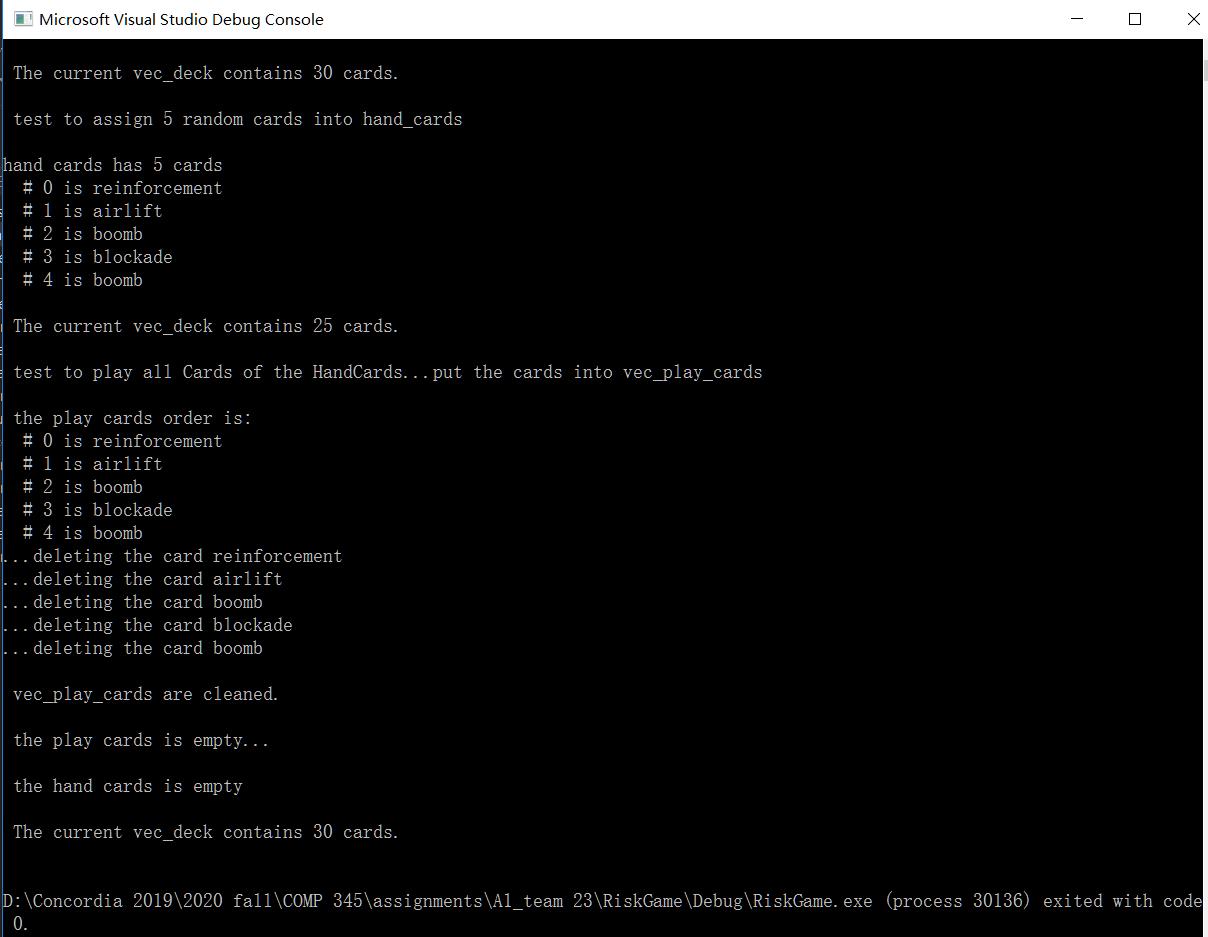 Microsoft Visual Studio Debug Console
The current vec_deck contains 30 cards.
test to assign 5 random cards into hand_cards
hand cards has 5 cards
# 0 is reinforcement
# 1 is airlift
# 2 is boomb
# 3 is blockade
# 4 is boomb
The current vec_deck contains 25 cards.
test to play all Cards of the HandCards...put the cards into vec_play_cards
the play cards order is:
# 0 is reinforcement
# 1 is airlift
# 2 is boomb
# 3 is blockade
# 4 is boomb
...deleting the card reinforcement
...deleting the card airlift
...deleting the card boomb
...deleting the card blockade
...deleting the card boomb
vec_play_cards are cleaned.
the play cards is empty...
the hand cards is empty
The current vec_deck contains 30 cards.
D:\Concordia 2019\2020 fall\COMP 345\assignments\A1_team 23\RiskGame\Debug\RiskGame.exe (process 30136) exited with code
0.